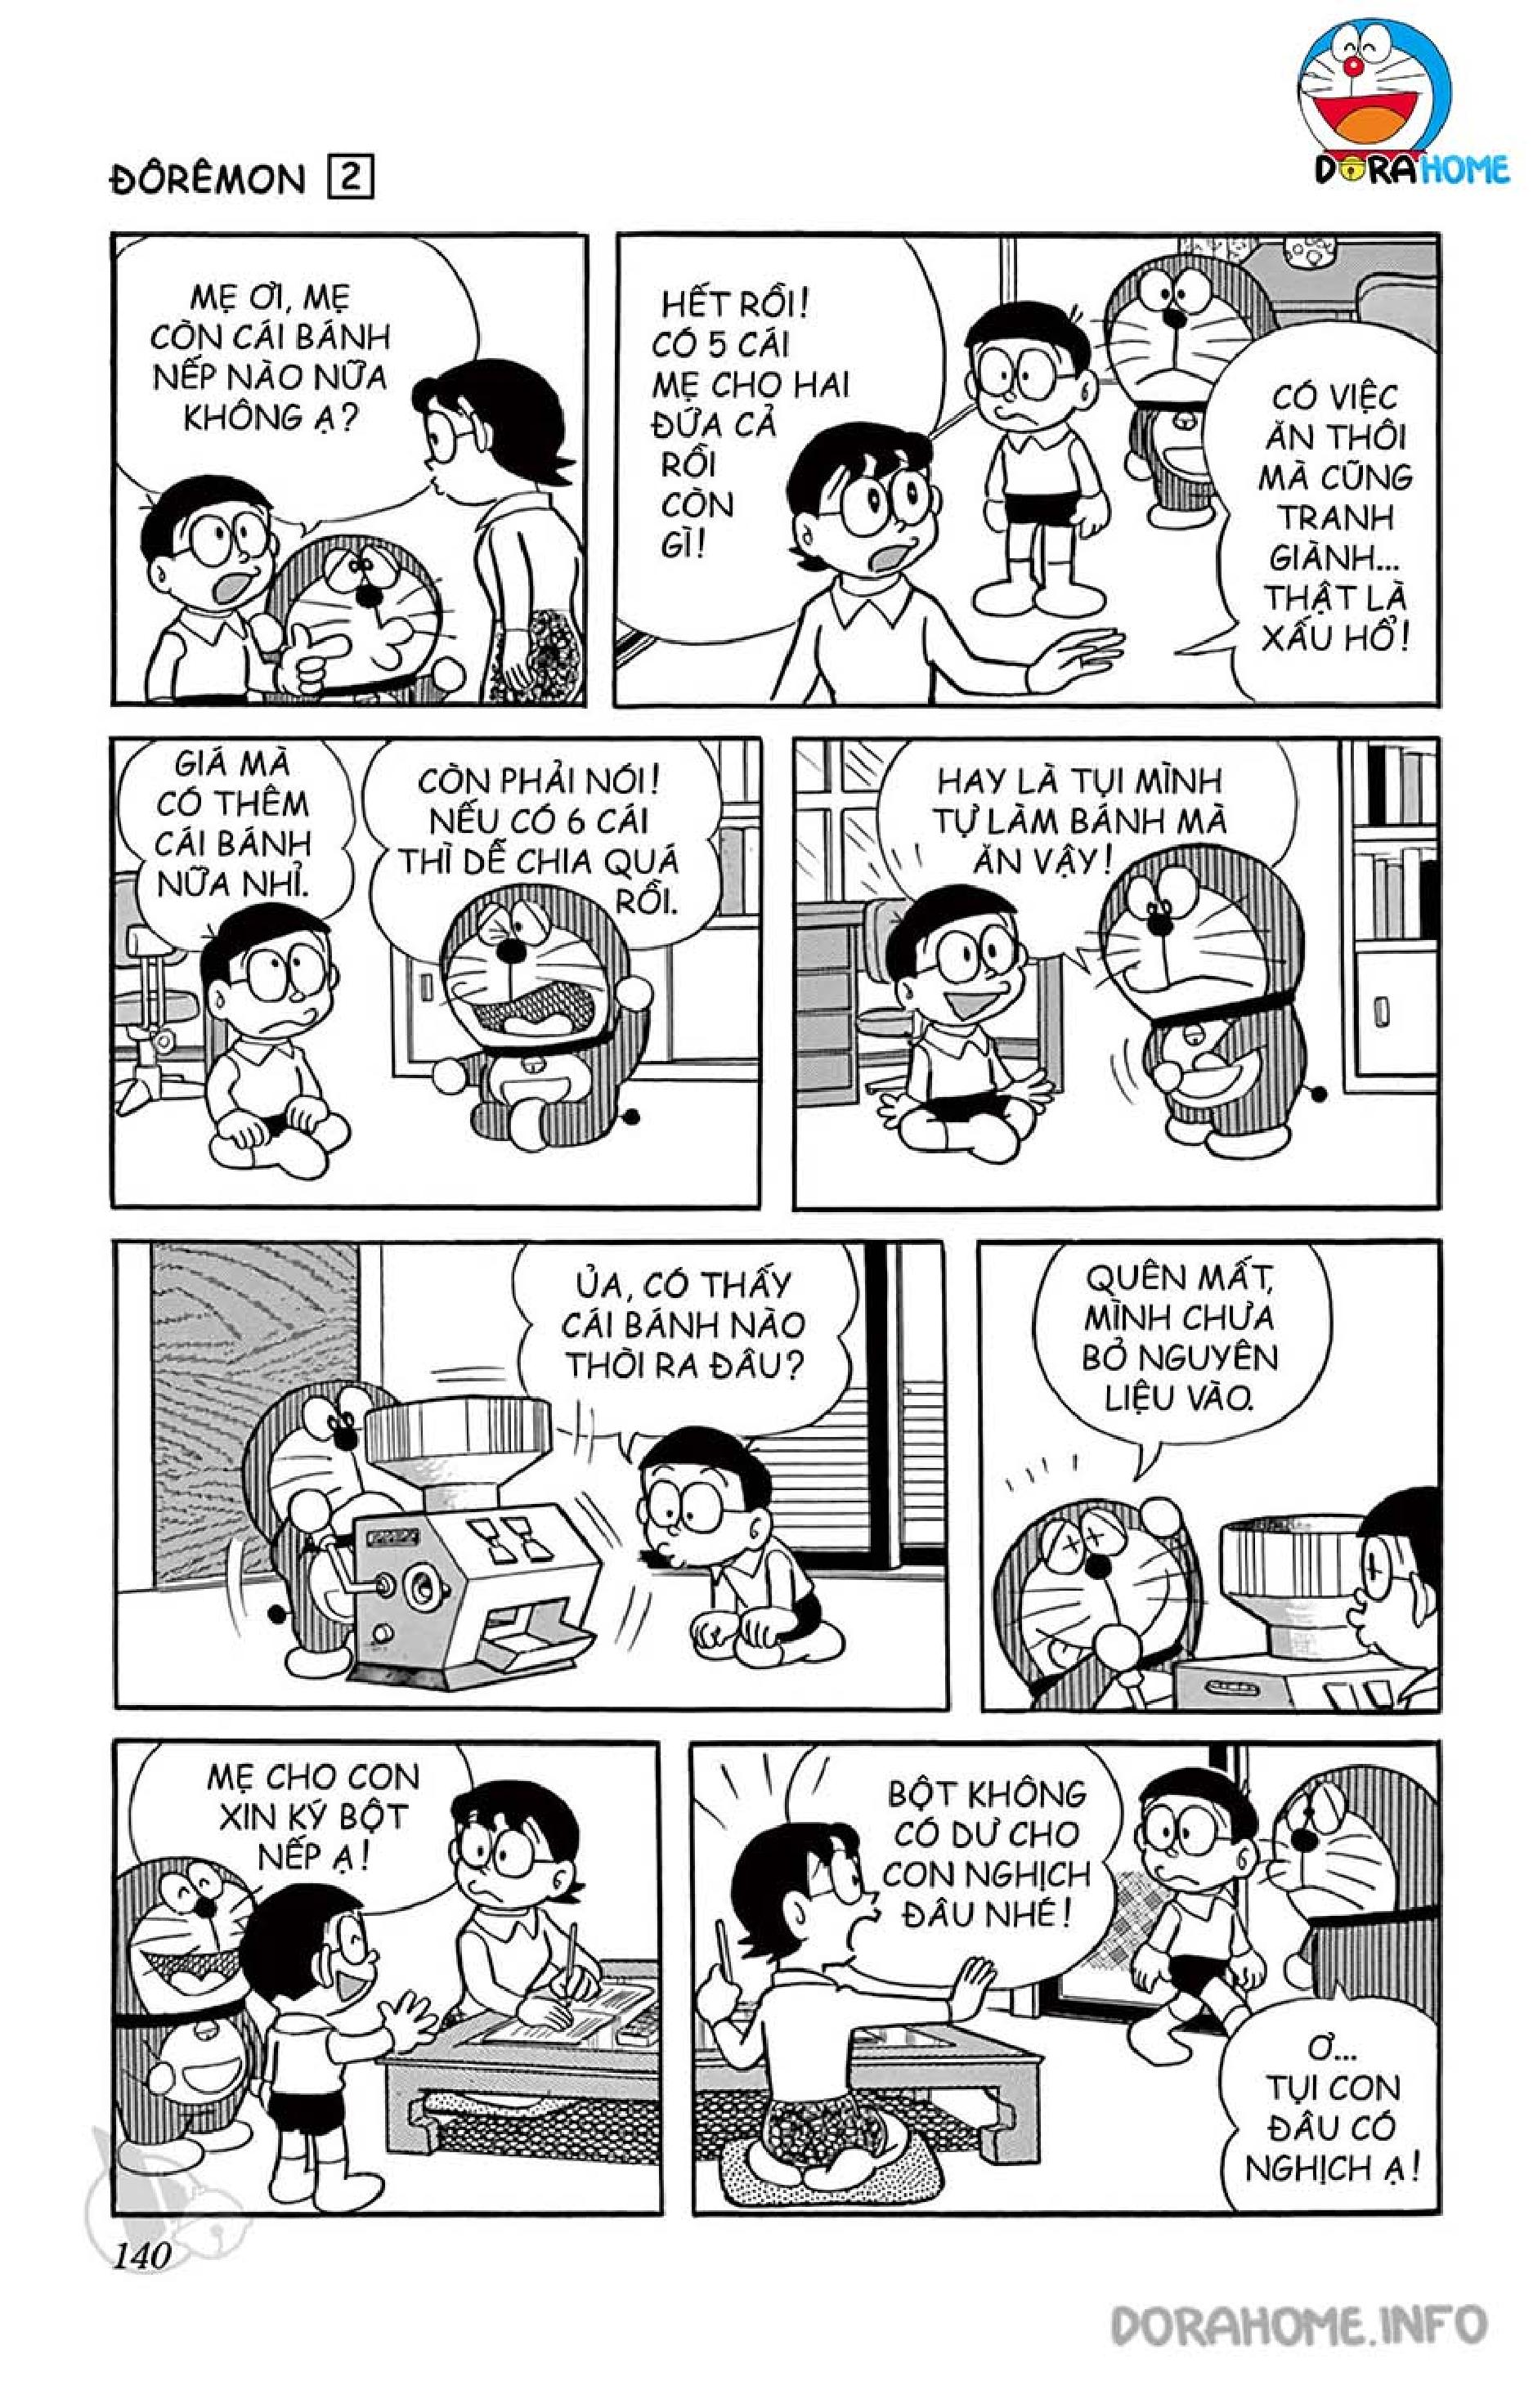 DORAHOME
ĐÔRÊMON 2
MẸ ƠI, MẸ
CÒN CÁI BÁNH
NẾP NÀO NỮA
KHÔNG Ạ?
HẾT RỒI!
CÓ 5 CÁI
MẸ CHO HAI
ĐỨA CẢ
RỒI
CÒN
GÌ!
CÓ VIỆC
ĂN THÔI
MÀ CŨNG
TRANH
GIÀNH...
THẬT LÀ
XẤU HỔ!
GIÁ MÀ
CÓ THÊM
CÁI BÁNH
NỮA NHỈ.
CÒN PHẢI NÓI!
NẾU CÓ 6 CÁI
THÌ DỄ CHIA QUÁ
RỒI.
HAY LÀ TỤI MÌNH
TỰ LÀM BÁNH MÀ
ĂN VẬY!
ỦA, CÓ THẤY
CÁI BÁNH NÀO
THÒI RA ĐÂU?
QUÊN MẤT,
MÌNH CHƯA
BỎ NGUYÊN
LIỆU VÀO.
MẸ CHO CON
XIN KÝ BỘT
NẾP Ạ!
BỘT KHÔNG
CÓ DƯ CHO
CON NGHỊCH
ĐÂU NHÉ!
Ơ...
TỤI CON
ĐÂU CÓ
NGHỊCH Ạ!
140
DORAHOME.INFO